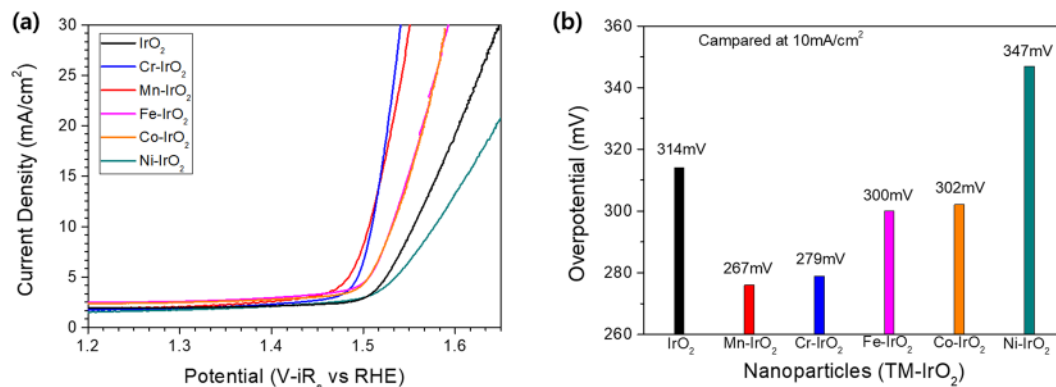 (a)
30
25
20
15
10
5
0
Current Density (mA/cm²)
IrO₂
Cr-IrO₂
Mn-IrO₂
Fe-IrO₂
Co-IrO₂
Ni-IrO₂
1.2 1.3 1.4 1.5 1.6
Potential (V-iRₛ vs RHE)
(b)
Campared at 10mA/cm²
360
340
320
300
280
260
Overpotential (mV)
314mV
267mV
279mV
300mV
302mV
347mV
IrO₂ Mn-IrO₂ Cr-IrO₂ Fe-IrO₂ Co-IrO₂ Ni-IrO₂
Nanoparticles (TM-IrO₂)